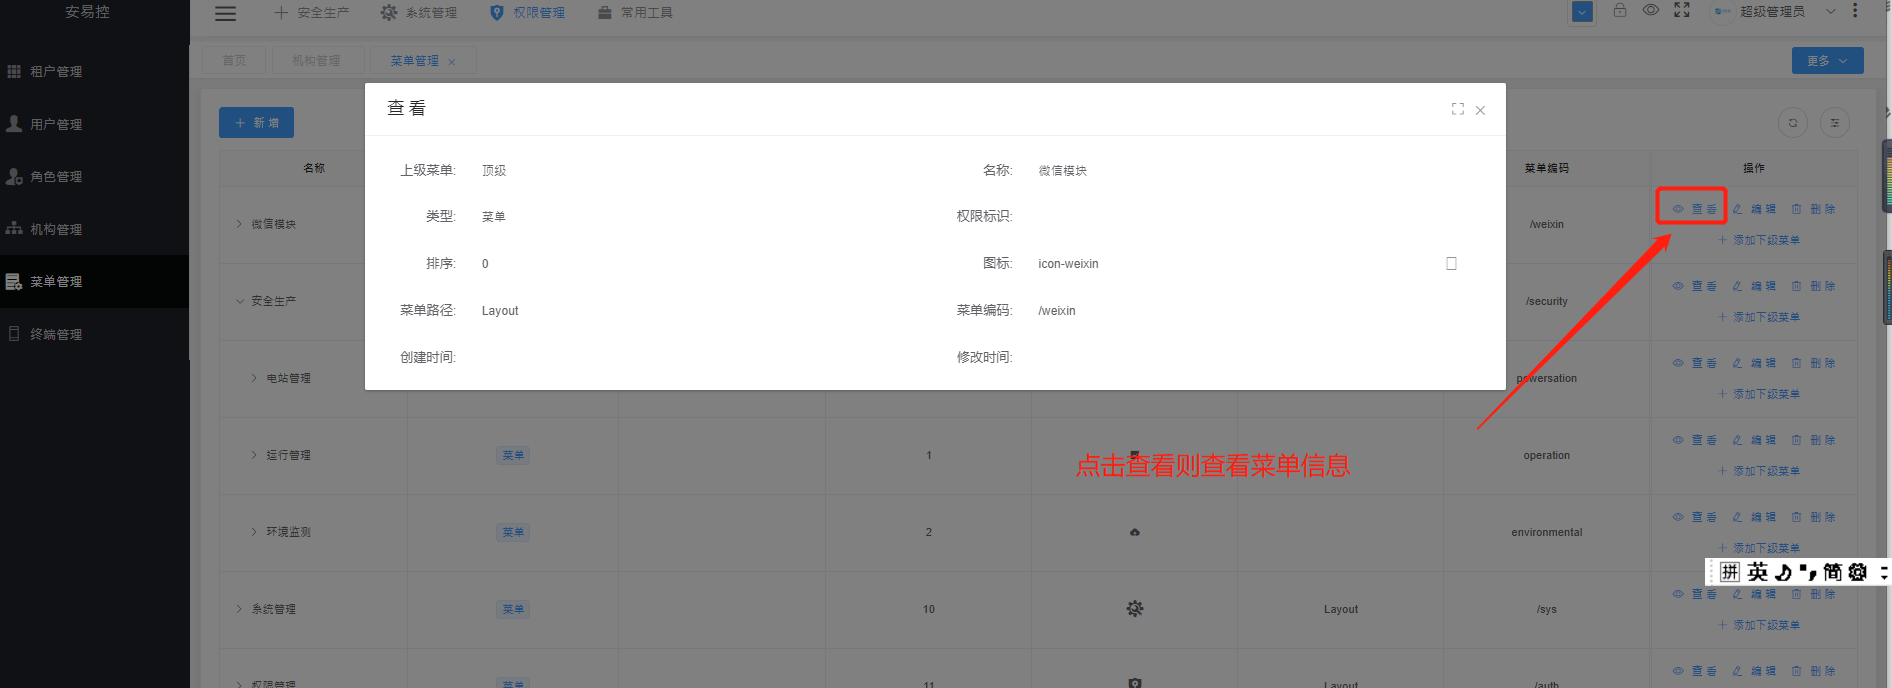 安易控
安全生产 系统管理 权限管理 常用工具 超级管理员
首页 机构管理 菜单管理 更多
租户管理
用户管理
角色管理
机构管理
菜单管理
终端管理
新 增
名称 菜单编码 操作
查 看
上级菜单: 顶级 名称: 微信模块
类型: 菜单 权限标识:
排序: 0 图标: icon-weixin
菜单路径: Layout 菜单编码: /weixin
创建时间: 修改时间:
微信模块 /weixin 查 看 编 辑 删 除
添加下级菜单
安全生产 /security 查 看 编 辑 删 除
添加下级菜单
电站管理 powersation 查 看 编 辑 删 除
添加下级菜单
运行管理 菜单 1 operation 查 看 编 辑 删 除
添加下级菜单
点击查看则查看菜单信息
环境监测 菜单 2 environmental 查 看 编 辑 删 除
添加下级菜单
拼 英 简
系统管理 菜单 10 Layout /sys 查 看 编 辑 删 除
添加下级菜单
权限管理 菜单 11 Layout /auth 查 看 编 辑 删 除